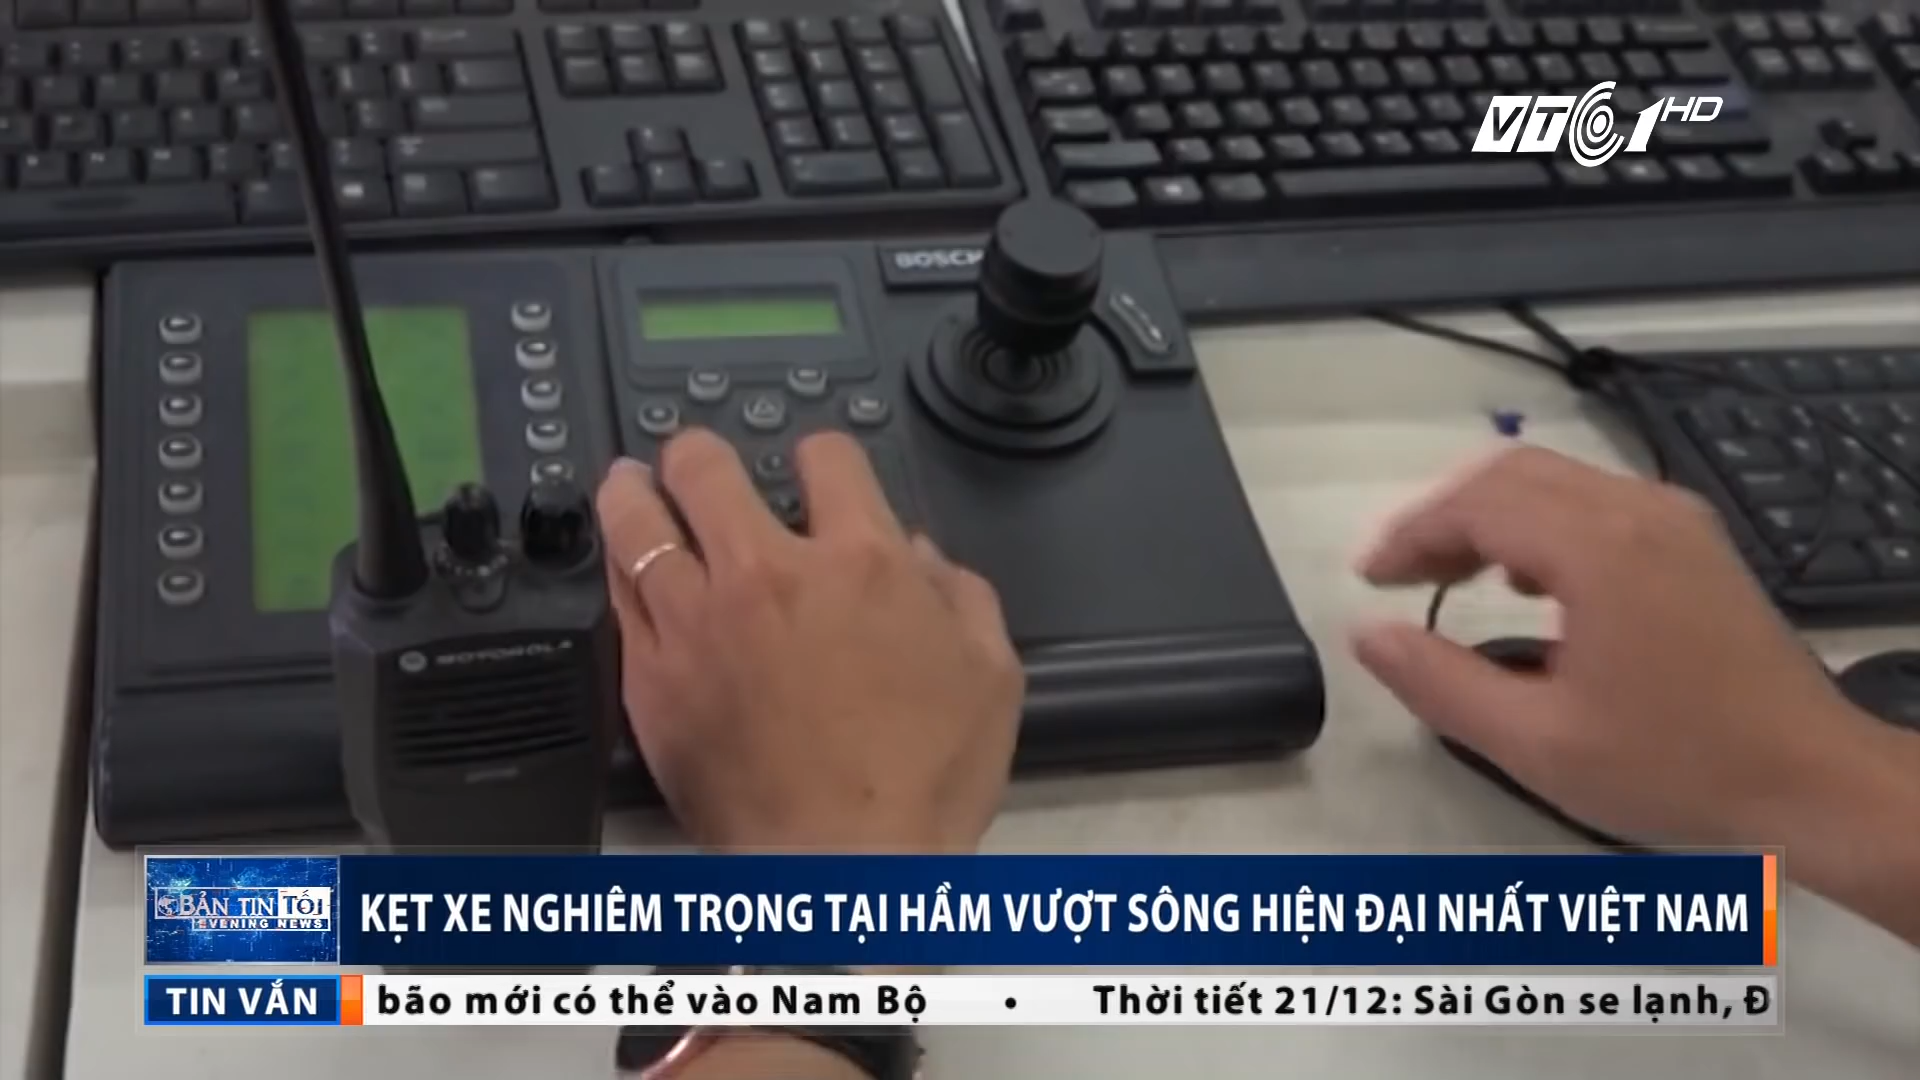 VTC1 HD
BOSCH
MOTOROLA
BẢN TIN TỐI
EVENING NEWS
KẸT XE NGHIÊM TRỌNG TẠI HẦM VƯỢT SÔNG HIỆN ĐẠI NHẤT VIỆT NAM
TIN VẮN
bão mới có thể vào Nam Bộ • Thời tiết 21/12: Sài Gòn se lạnh, Đ